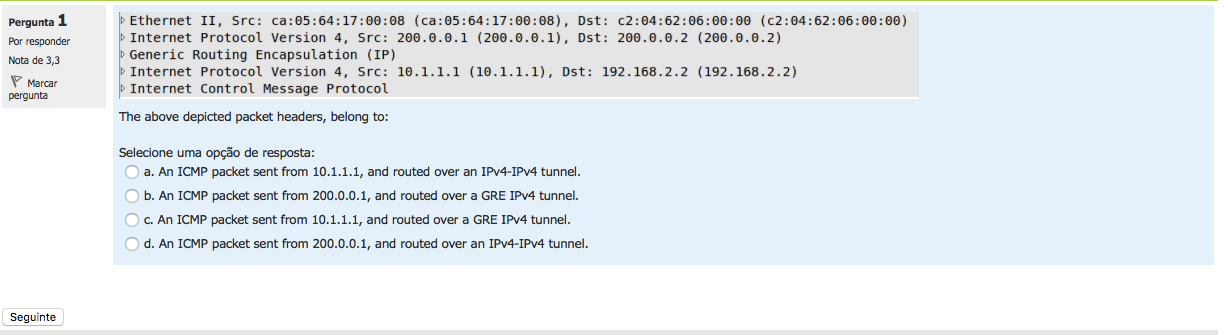 Pergunta 1
Por responder
Nota de 3,3
Marcar
pergunta
Ethernet II, Src: ca:05:64:17:00:08 (ca:05:64:17:00:08), Dst: c2:04:62:06:00:00 (c2:04:62:06:00:00)
Internet Protocol Version 4, Src: 200.0.0.1 (200.0.0.1), Dst: 200.0.0.2 (200.0.0.2)
Generic Routing Encapsulation (IP)
Internet Protocol Version 4, Src: 10.1.1.1 (10.1.1.1), Dst: 192.168.2.2 (192.168.2.2)
Internet Control Message Protocol
The above depicted packet headers, belong to:
Selecione uma opção de resposta:
a. An ICMP packet sent from 10.1.1.1, and routed over an IPv4-IPv4 tunnel.
b. An ICMP packet sent from 200.0.0.1, and routed over a GRE IPv4 tunnel.
c. An ICMP packet sent from 10.1.1.1, and routed over a GRE IPv4 tunnel.
d. An ICMP packet sent from 200.0.0.1, and routed over an IPv4-IPv4 tunnel.
Seguinte